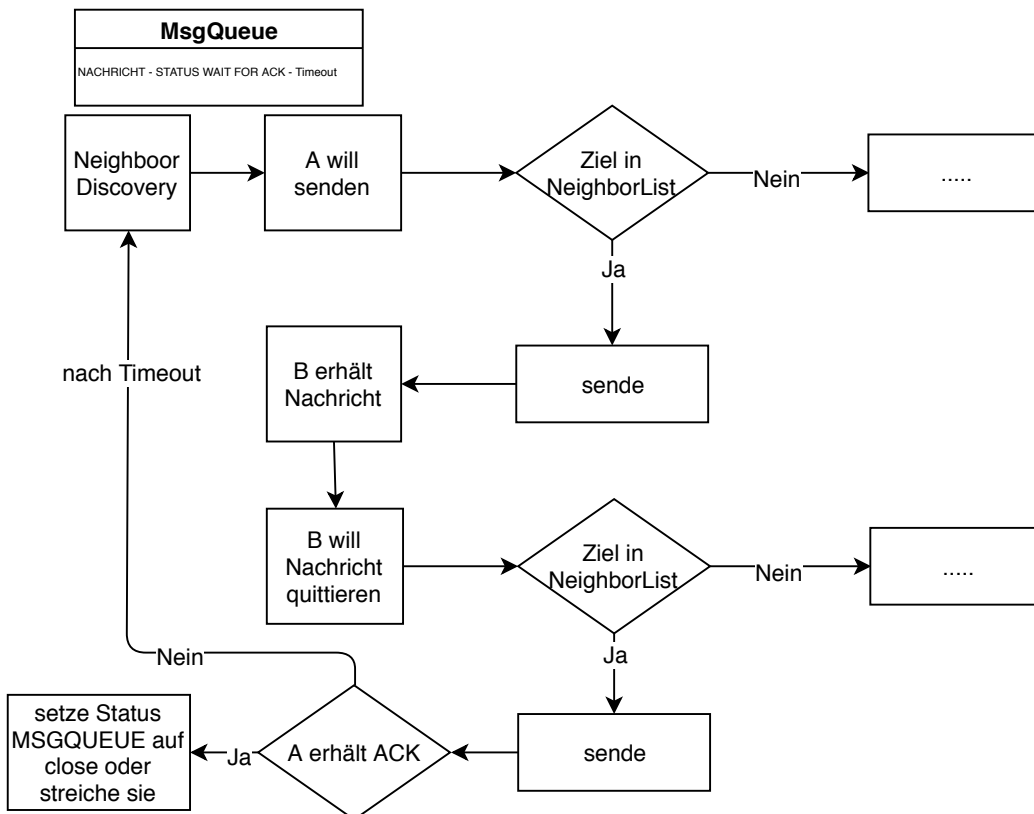 MsgQueue
NACHRICHT - STATUS WAIT FOR ACK - Timeout
Neighboor
Discovery
A will
senden
Ziel in
NeighborList
Nein
.....
Ja
nach Timeout
B erhält
Nachricht
sende
B will
Nachricht
quittieren
Ziel in
NeighborList
Nein
.....
Ja
Nein
setze Status
MSGQUEUE auf
close oder
streiche sie
Ja
A erhält ACK
sende